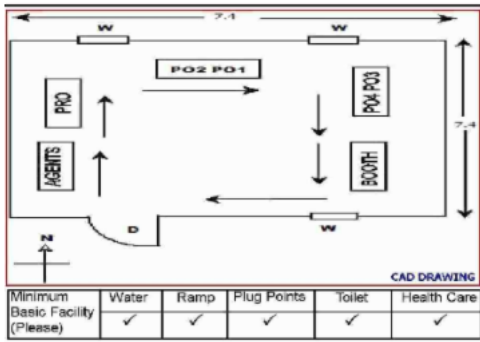 7.4
W W
PO2 PO1
PRO
PO4 PO3
7.4
AGENTS
BOOTH
D
W
N
CAD DRAWING
Minimum Basic Facility (Please) Water Ramp Plug Points Toilet Health Care
✓ ✓ ✓ ✓ ✓